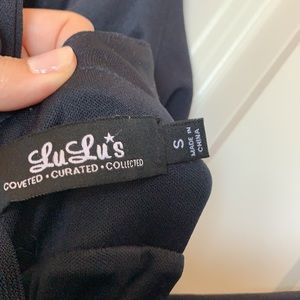 LuLu*s
COVETED • CURATED • COLLECTED
S
MADE IN
CHINA